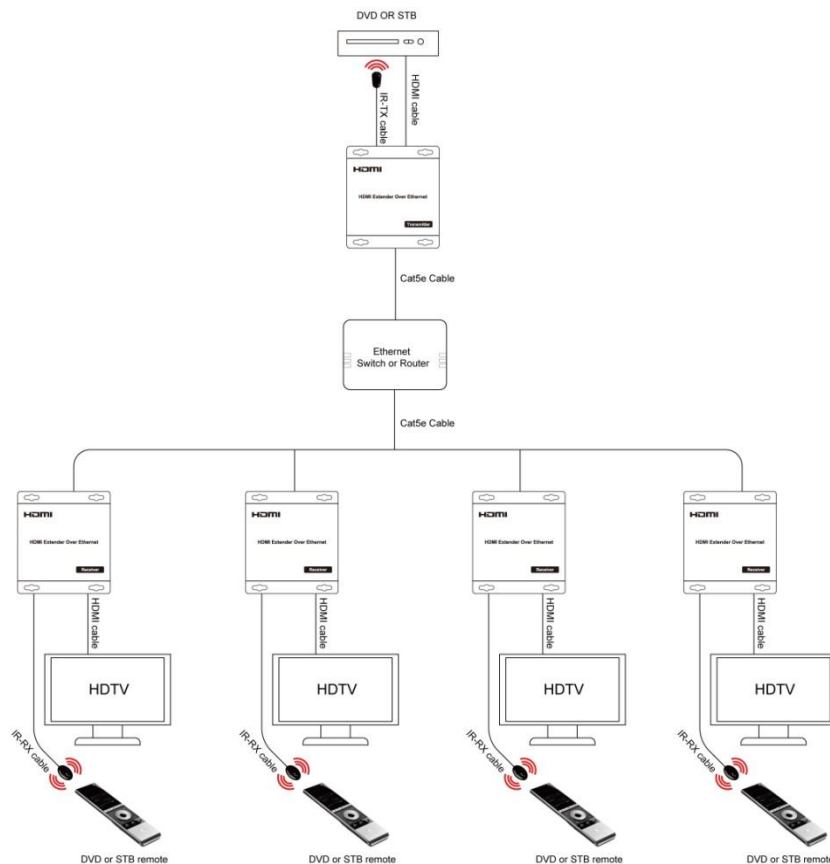 DVD OR STB
IR-TX cable
HDMI cable
HDMI
HDMI Extender Over Ethernet
Transmitter
Cat5e Cable
Ethernet
Switch or Router
Cat5e Cable
HDMI
HDMI Extender Over Ethernet
Receiver
HDMI
HDMI Extender Over Ethernet
Receiver
HDMI
HDMI Extender Over Ethernet
Receiver
HDMI
HDMI Extender Over Ethernet
Receiver
HDMI cable
HDMI cable
HDMI cable
HDMI cable
HDTV
HDTV
HDTV
HDTV
IR-RX cable
IR-RX cable
IR-RX cable
IR-RX cable
DVD or STB remote
DVD or STB remote
DVD or STB remote
DVD or STB remote